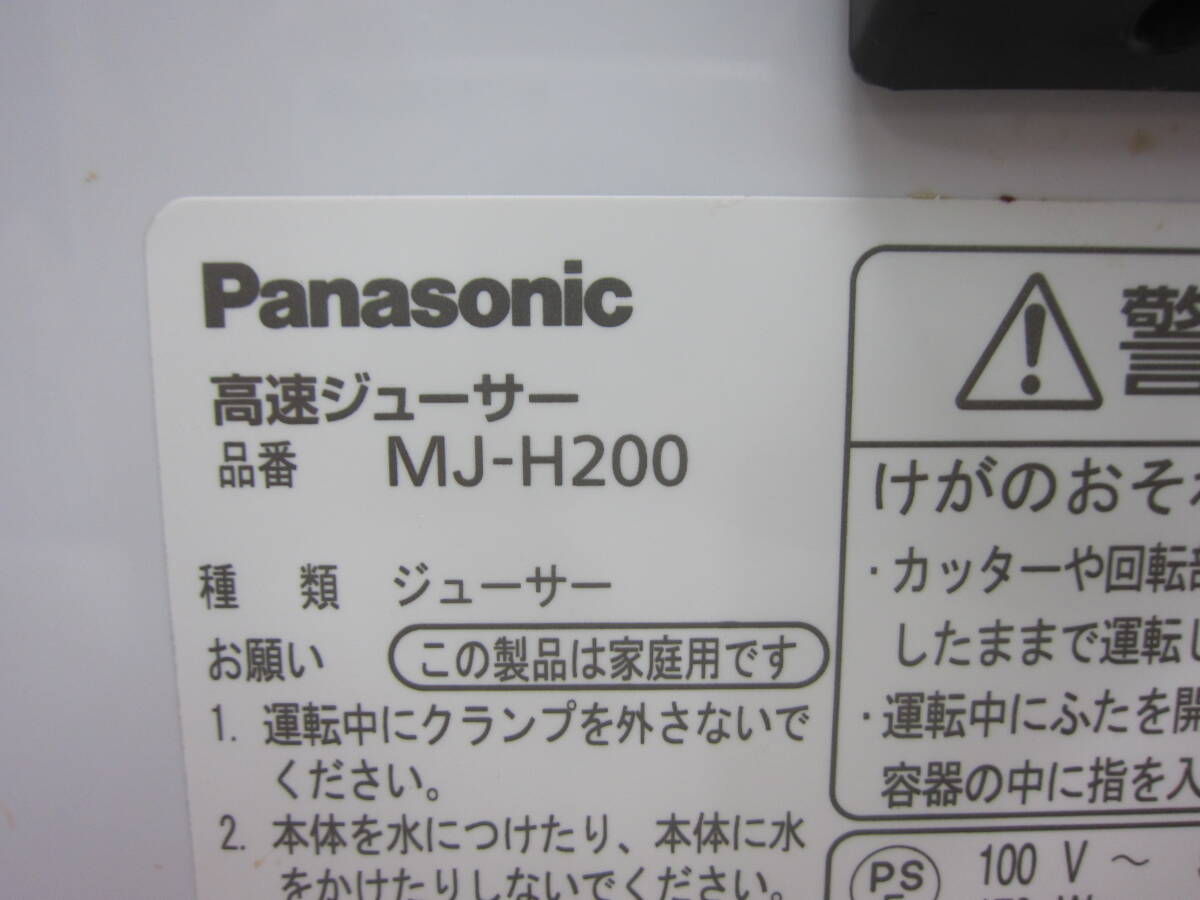 Panasonic
高速ジューサー
品番 MJ-H200
種 類 ジューサー
お願い この製品は家庭用です
1. 運転中にクランプを外さないで
ください。
2. 本体を水につけたり、本体に水
をかけたりしないでください。
警
けがのおそれ
・カッターや回転部
したままで運転し
・運転中にふたを開
容器の中に指を入
PS
E
100 V ~